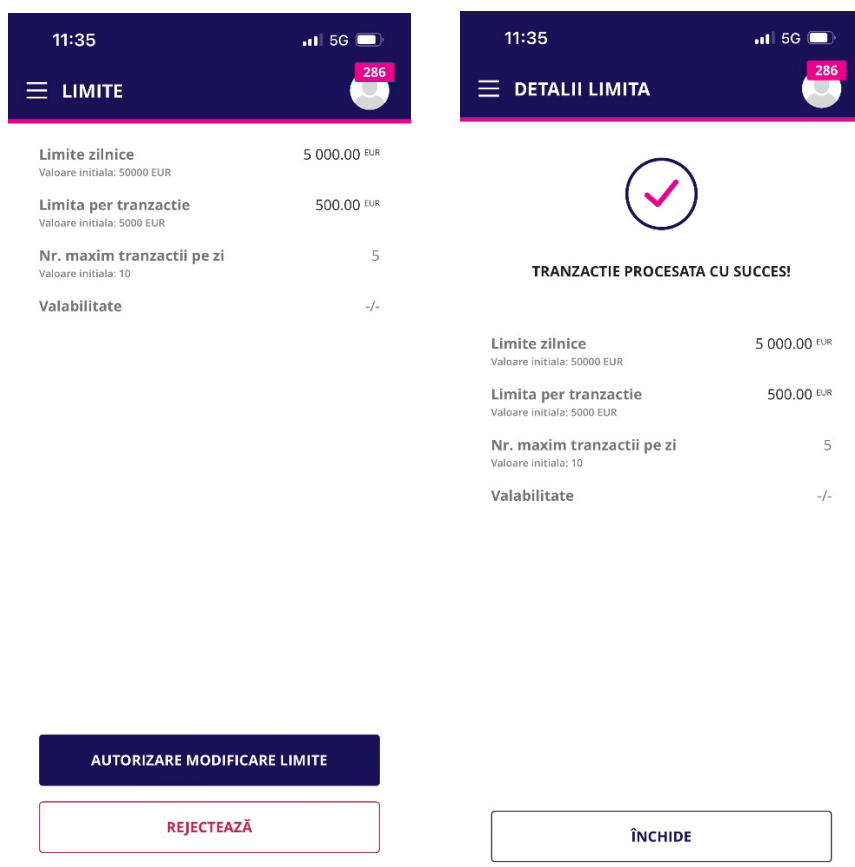 11:35
5G
286
LIMITE
Limite zilnice 5 000.00 EUR
Valoare initiala: 50000 EUR
Limita per tranzactie 500.00 EUR
Valoare initiala: 5000 EUR
Nr. maxim tranzactii pe zi 5
Valoare initiala: 10
Valabilitate -/-
AUTORIZARE MODIFICARE LIMITE
REJECTEAZĂ
11:35
5G
286
DETALII LIMITA
TRANZACTIE PROCESATA CU SUCCES!
Limite zilnice 5 000.00 EUR
Valoare initiala: 50000 EUR
Limita per tranzactie 500.00 EUR
Valoare initiala: 5000 EUR
Nr. maxim tranzactii pe zi 5
Valoare initiala: 10
Valabilitate -/-
ÎNCHIDE